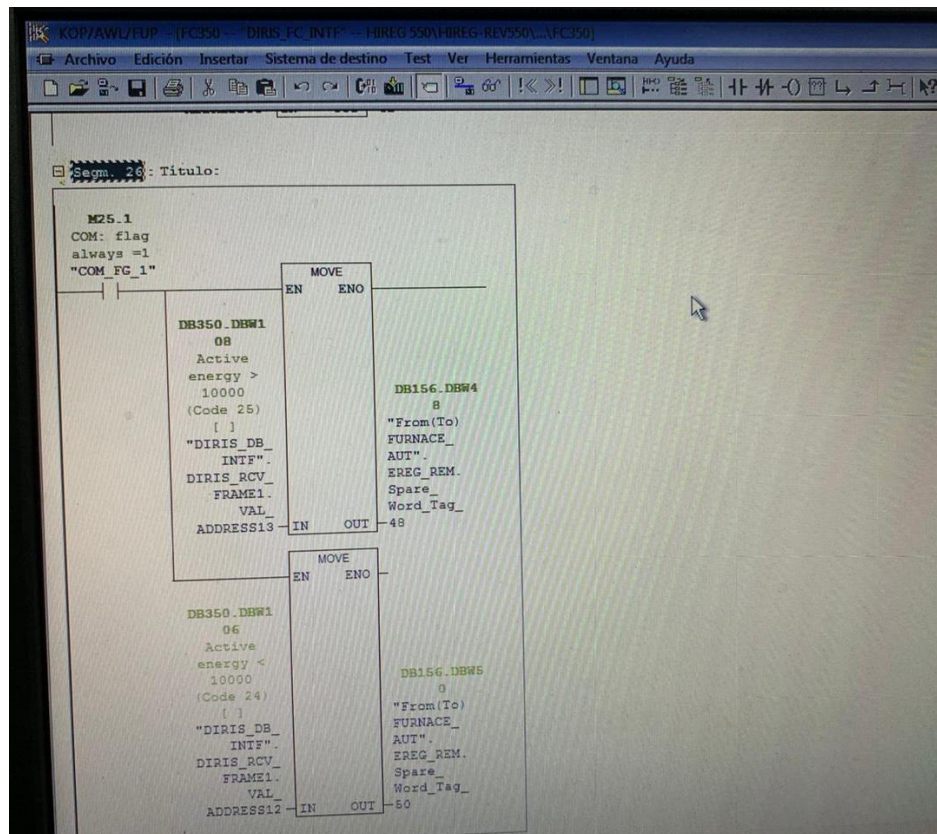 KOP/AWL/FUP - [FC350 -- "DIRIS_FC_INTF" -- HIREG 550\HIREG-REV550\...\FC350]
Archivo Edición Insertar Sistema de destino Test Ver Herramientas Ventana Ayuda
Segm. 26: Título:
M25.1
COM: flag
always =1
"COM_FG_1"
MOVE
EN ENO
DB350.DBW1
08
Active
energy >
10000
(Code 25)
[ ]
"DIRIS_DB_
INTF".
DIRIS_RCV_
FRAME1.
VAL_
ADDRESS13
IN OUT
DB156.DBW4
8
"From(To)
FURNACE_
AUT".
EREG_REM.
Spare_
Word_Tag_
48
MOVE
EN ENO
DB350.DBW1
06
Active
energy <
10000
(Code 24)
[ ]
"DIRIS_DB_
INTF".
DIRIS_RCV_
FRAME1.
VAL_
ADDRESS12
IN OUT
DB156.DBW5
0
"From(To)
FURNACE_
AUT".
EREG_REM.
Spare_
Word_Tag_
50